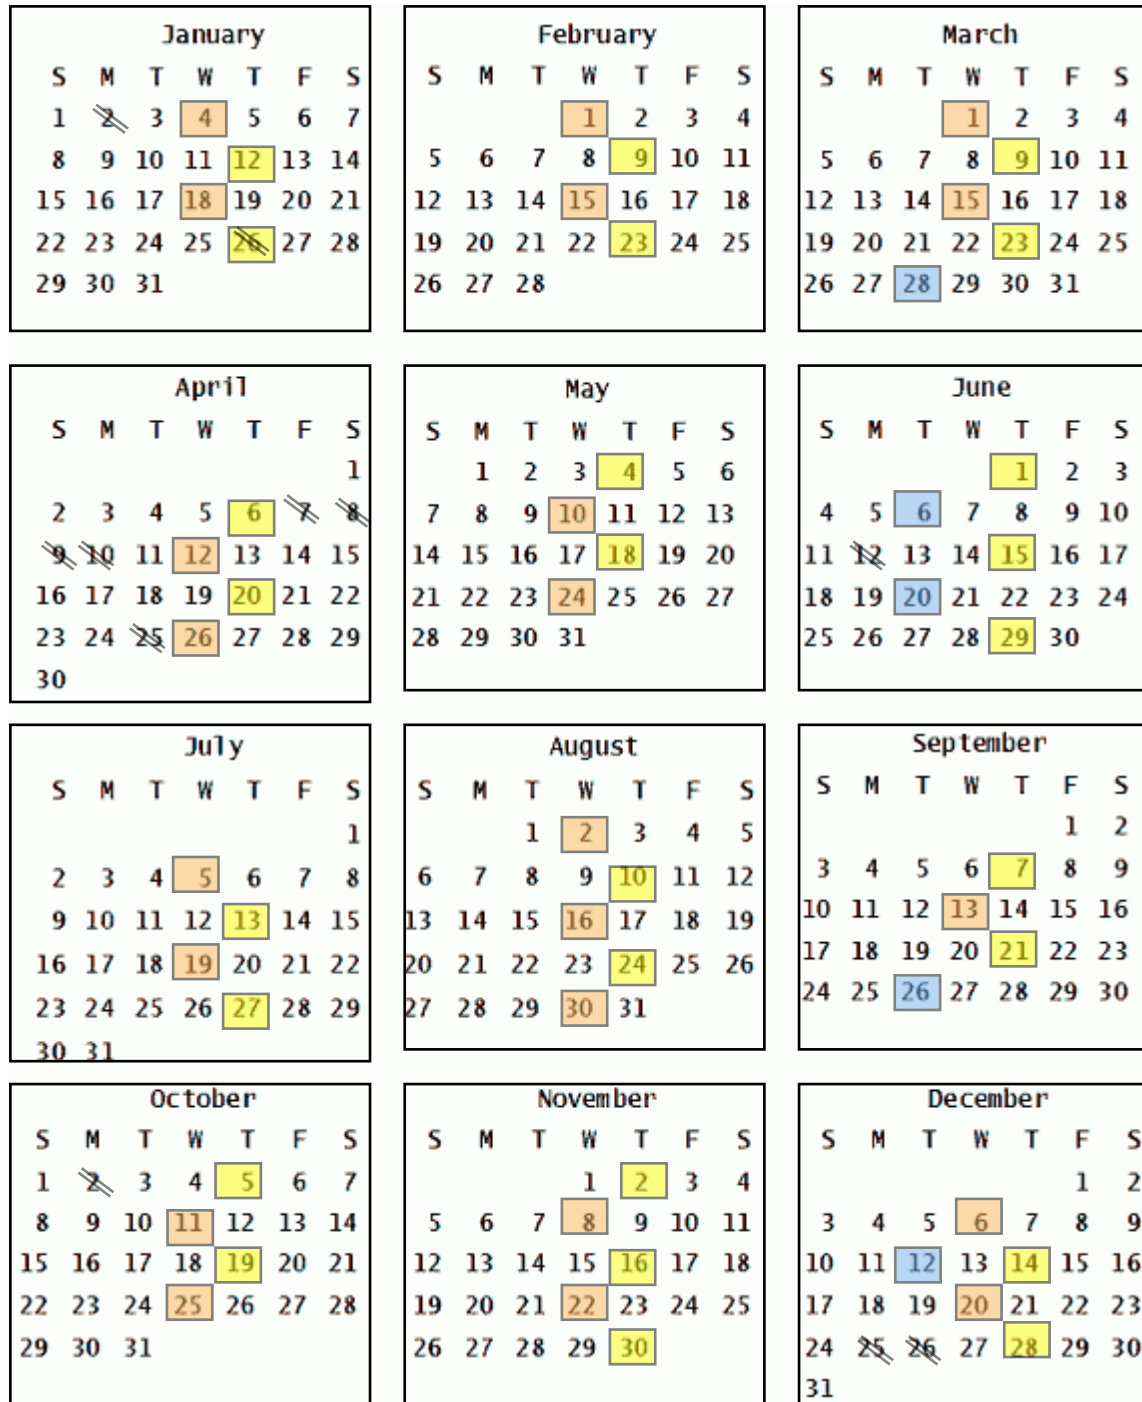 January
S M T W T F S
1 2 3 4 5 6 7
8 9 10 11 12 13 14
15 16 17 18 19 20 21
22 23 24 25 26 27 28
29 30 31
February
S M T W T F S
1 2 3 4
5 6 7 8 9 10 11
12 13 14 15 16 17 18
19 20 21 22 23 24 25
26 27 28
March
S M T W T F S
1 2 3 4
5 6 7 8 9 10 11
12 13 14 15 16 17 18
19 20 21 22 23 24 25
26 27 28 29 30 31
April
S M T W T F S
1
2 3 4 5 6 7 8
9 10 11 12 13 14 15
16 17 18 19 20 21 22
23 24 25 26 27 28 29
30
May
S M T W T F S
1 2 3 4 5 6
7 8 9 10 11 12 13
14 15 16 17 18 19 20
21 22 23 24 25 26 27
28 29 30 31
June
S M T W T F S
1 2 3
4 5 6 7 8 9 10
11 12 13 14 15 16 17
18 19 20 21 22 23 24
25 26 27 28 29 30
July
S M T W T F S
1
2 3 4 5 6 7 8
9 10 11 12 13 14 15
16 17 18 19 20 21 22
23 24 25 26 27 28 29
30 31
August
S M T W T F S
1 2 3 4 5
6 7 8 9 10 11 12
13 14 15 16 17 18 19
20 21 22 23 24 25 26
27 28 29 30 31
September
S M T W T F S
1 2
3 4 5 6 7 8 9
10 11 12 13 14 15 16
17 18 19 20 21 22 23
24 25 26 27 28 29 30
October
S M T W T F S
1 2 3 4 5 6 7
8 9 10 11 12 13 14
15 16 17 18 19 20 21
22 23 24 25 26 27 28
29 30 31
November
S M T W T F S
1 2 3 4
5 6 7 8 9 10 11
12 13 14 15 16 17 18
19 20 21 22 23 24 25
26 27 28 29 30
December
S M T W T F S
1 2
3 4 5 6 7 8 9
10 11 12 13 14 15 16
17 18 19 20 21 22 23
24 25 26 27 28 29 30
31